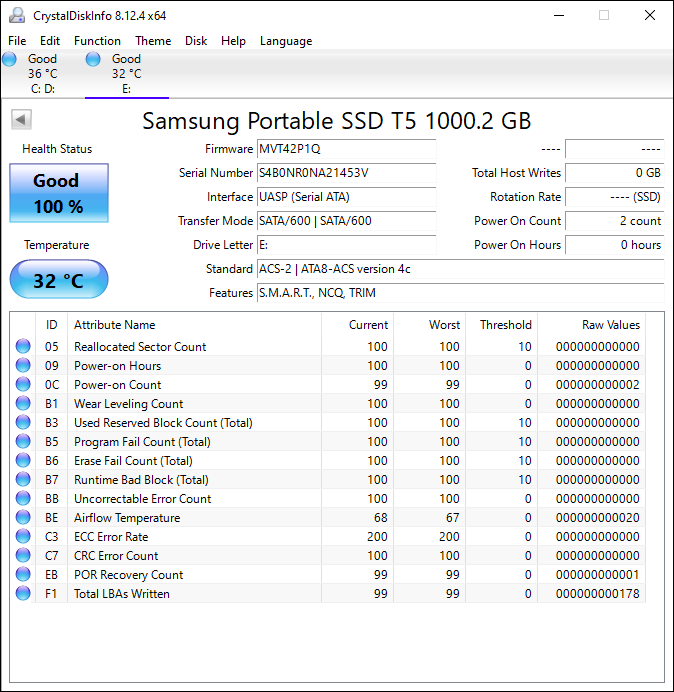 CrystalDiskInfo 8.12.4 x64
File Edit Function Theme Disk Help Language
Good Good
36 °C 32 °C
C: D: E:
Samsung Portable SSD T5 1000.2 GB
Health Status Firmware MVT42P1Q ---- ----
Good Serial Number S4B0NR0NA21453V Total Host Writes 0 GB
100 % Interface UASP (Serial ATA) Rotation Rate ---- (SSD)
Transfer Mode SATA/600 | SATA/600 Power On Count 2 count
Temperature Drive Letter E: Power On Hours 0 hours
32 °C Standard ACS-2 | ATA8-ACS version 4c
Features S.M.A.R.T., NCQ, TRIM
ID Attribute Name Current Worst Threshold Raw Values
05 Reallocated Sector Count 100 100 10 000000000000
09 Power-on Hours 100 100 0 000000000000
0C Power-on Count 99 99 0 000000000002
B1 Wear Leveling Count 100 100 0 000000000000
B3 Used Reserved Block Count (Total) 100 100 10 000000000000
B5 Program Fail Count (Total) 100 100 10 000000000000
B6 Erase Fail Count (Total) 100 100 10 000000000000
B7 Runtime Bad Block (Total) 100 100 10 000000000000
BB Uncorrectable Error Count 100 100 0 000000000000
BE Airflow Temperature 68 67 0 000000000020
C3 ECC Error Rate 200 200 0 000000000000
C7 CRC Error Count 100 100 0 000000000000
EB POR Recovery Count 99 99 0 000000000001
F1 Total LBAs Written 99 99 0 000000000178